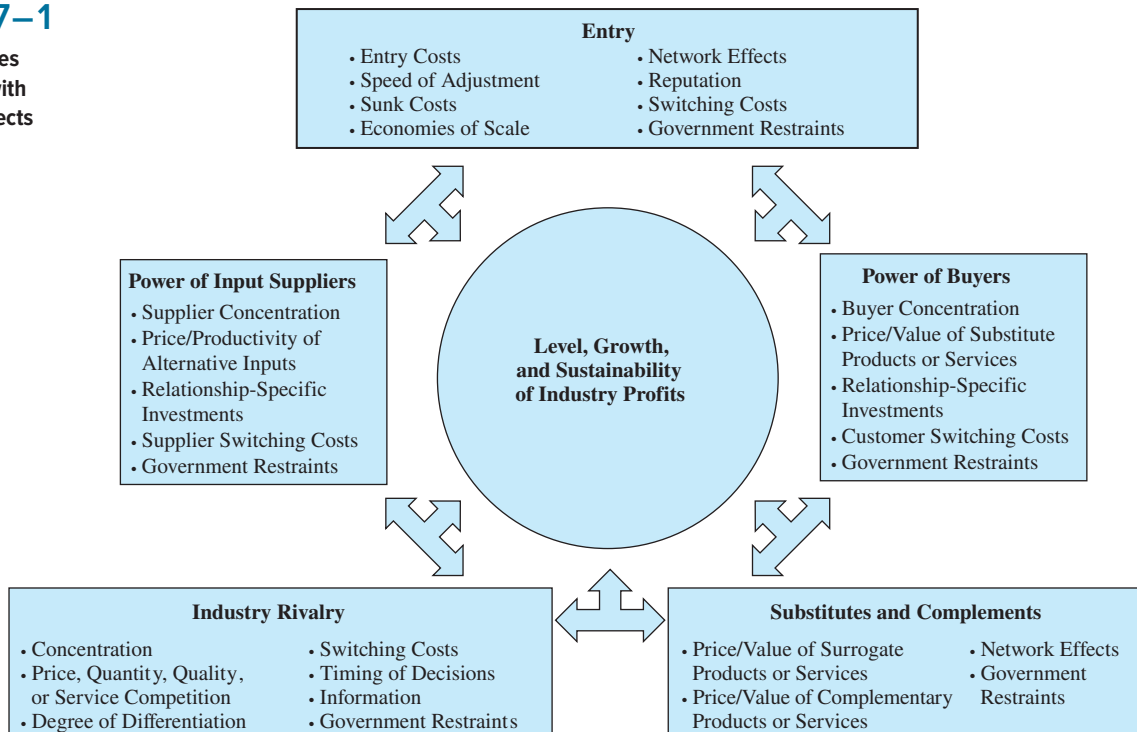 7–1
es
with
ects
Entry
• Entry Costs
• Speed of Adjustment
• Sunk Costs
• Economies of Scale
• Network Effects
• Reputation
• Switching Costs
• Government Restraints
Power of Input Suppliers
• Supplier Concentration
• Price/Productivity of
Alternative Inputs
• Relationship-Specific
Investments
• Supplier Switching Costs
• Government Restraints
Level, Growth,
and Sustainability
of Industry Profits
Power of Buyers
• Buyer Concentration
• Price/Value of Substitute
Products or Services
• Relationship-Specific
Investments
• Customer Switching Costs
• Government Restraints
Industry Rivalry
• Concentration
• Price, Quantity, Quality,
or Service Competition
• Degree of Differentiation
• Switching Costs
• Timing of Decisions
• Information
• Government Restraints
Substitutes and Complements
• Price/Value of Surrogate
Products or Services
• Price/Value of Complementary
Products or Services
• Network Effects
• Government
Restraints